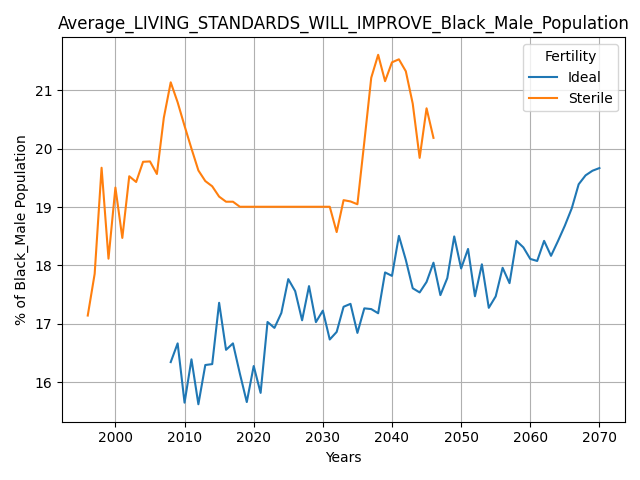 Average_LIVING_STANDARDS_WILL_IMPROVE_Black_Male_Population
Fertility
Ideal
Sterile
% of Black_Male Population
21
20
19
18
17
16
2000
2010
2020
2030
2040
2050
2060
2070
Years